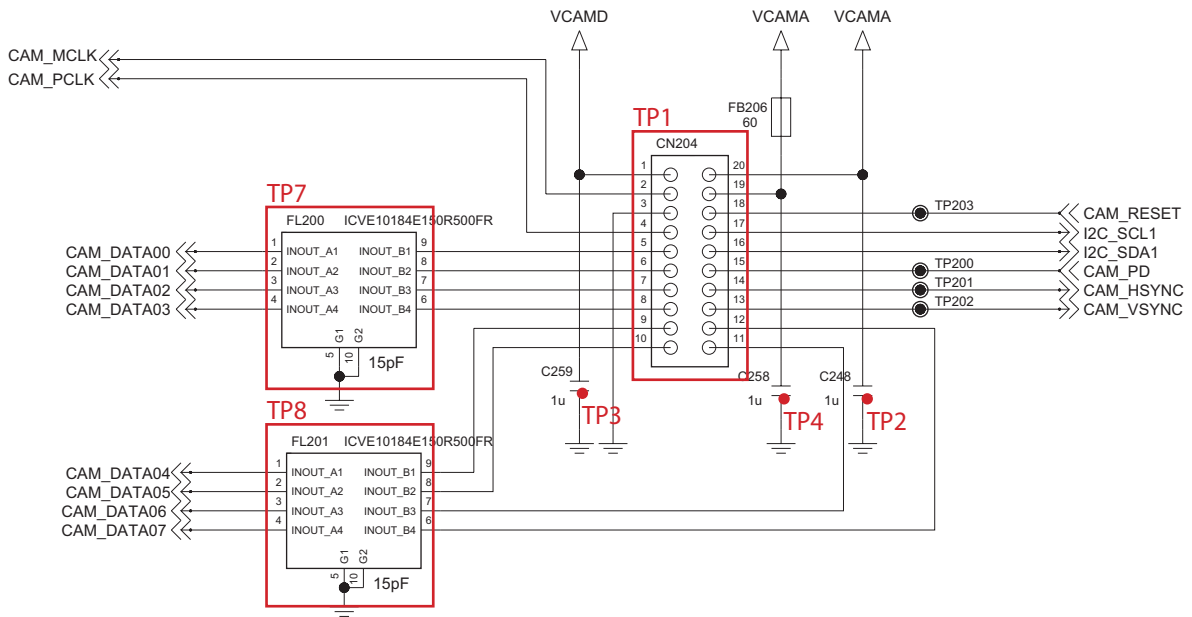 VCAMD VCAMA VCAMA
CAM_MCLK
CAM_PCLK
FB206
60
TP1
CN204
1 20
2 19
3 18
4 17
5 16
6 15
7 14
8 13
9 12
10 11
TP203
TP200
TP201
TP202
CAM_RESET
I2C_SCL1
I2C_SDA1
CAM_PD
CAM_HSYNC
CAM_VSYNC
TP7
FL200 ICVE10184E150R500FR
CAM_DATA00 1 INOUT_A1 INOUT_B1 9
CAM_DATA01 2 INOUT_A2 INOUT_B2 8
CAM_DATA02 3 INOUT_A3 INOUT_B3 7
CAM_DATA03 4 INOUT_A4 INOUT_B4 6
G1 G2
5 10
15pF
C259
1u
TP3
C258
1u
TP4
C248
1u
TP2
TP8
FL201 ICVE10184E150R500FR
CAM_DATA04 1 INOUT_A1 INOUT_B1 9
CAM_DATA05 2 INOUT_A2 INOUT_B2 8
CAM_DATA06 3 INOUT_A3 INOUT_B3 7
CAM_DATA07 4 INOUT_A4 INOUT_B4 6
G1 G2
5 10
15pF